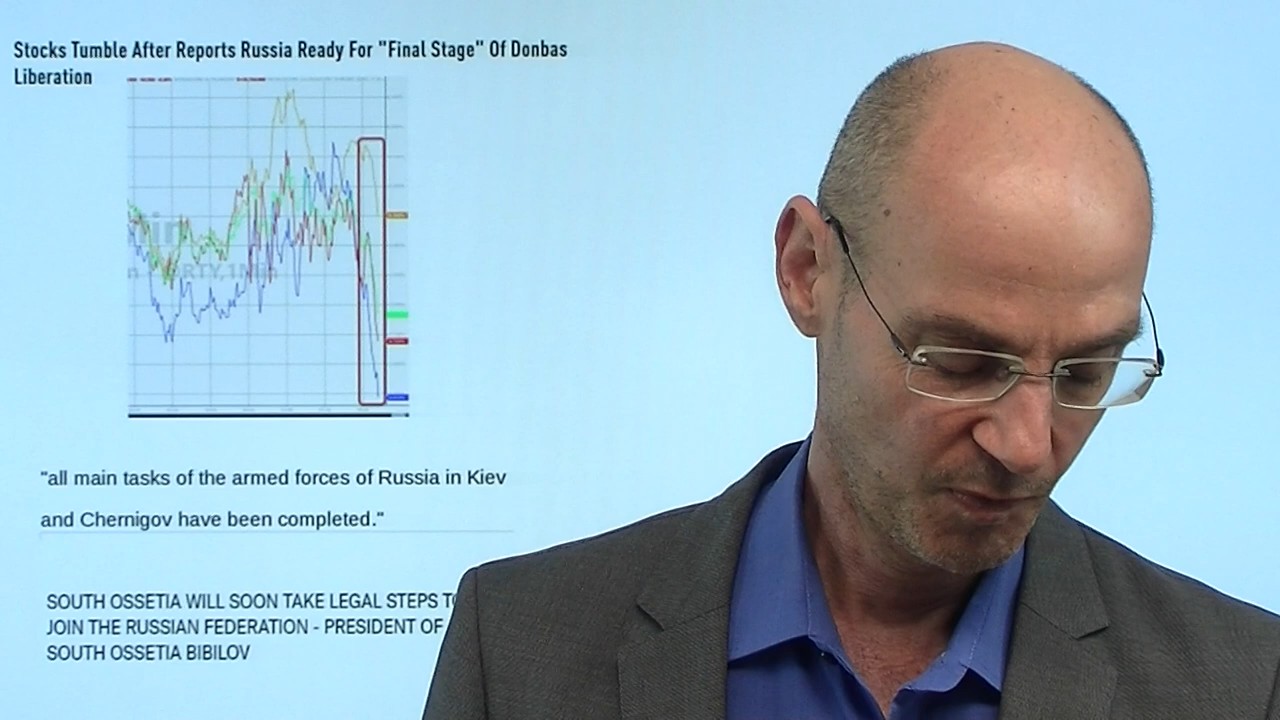 Stocks Tumble After Reports Russia Ready For "Final Stage" Of Donbas
Liberation
"all main tasks of the armed forces of Russia in Kiev
and Chernigov have been completed."
SOUTH OSSETIA WILL SOON TAKE LEGAL STEPS
JOIN THE RUSSIAN FEDERATION - PRESIDENT OF
SOUTH OSSETIA BIBILOV